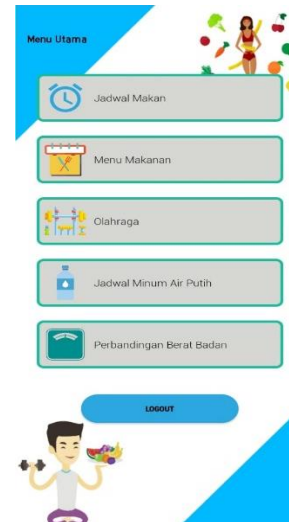 Menu Utama
Jadwal Makan
Menu Makanan
Olahraga
Jadwal Minum Air Putih
Perbandingan Berat Badan
LOGOUT